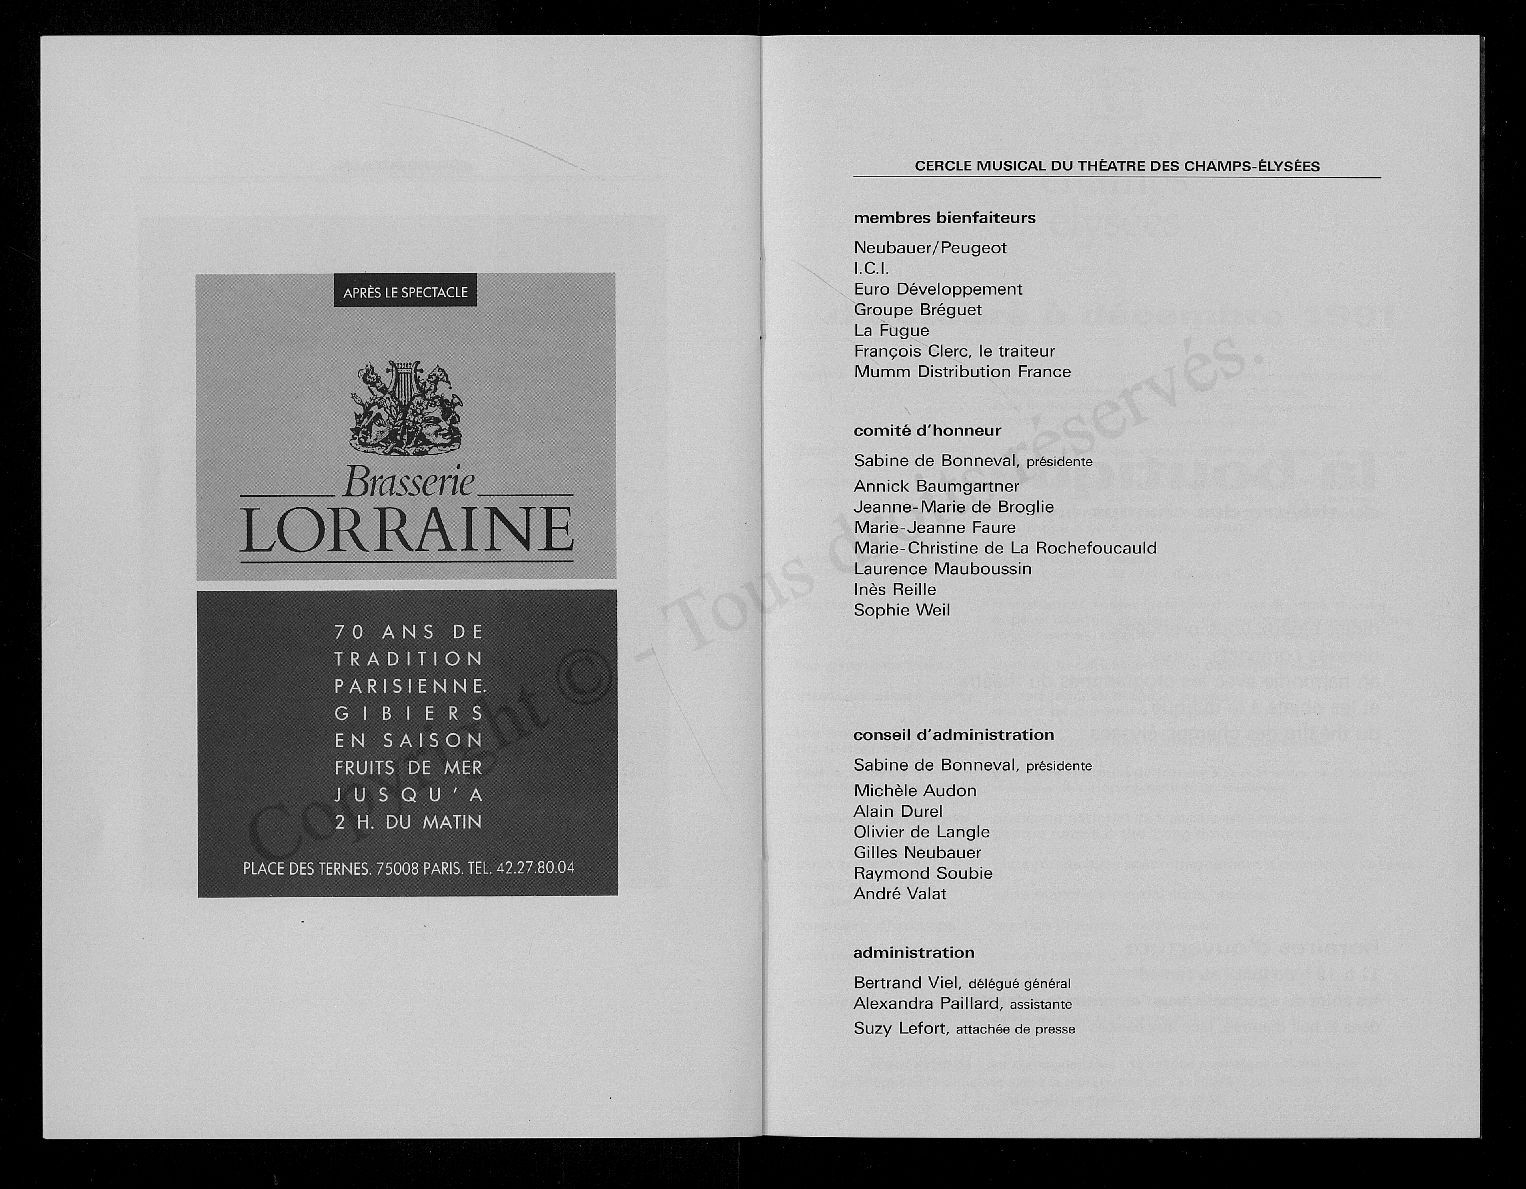 APRÈS LE SPECTACLE
Brasserie
LORRAINE
70 ANS DE
TRADITION
PARISIENNE.
GIBIERS
EN SAISON
FRUITS DE MER
JUSQU'A
2 H. DU MATIN
PLACE DES TERNES. 75008 PARIS. TEL. 42.27.80.04
CERCLE MUSICAL DU THÉATRE DES CHAMPS-ÉLYSÉES
membres bienfaiteurs
Neubauer/Peugeot
I.C.I.
Euro Développement
Groupe Bréguet
La Fugue
François Clerc, le traiteur
Mumm Distribution France
comité d'honneur
Sabine de Bonneval, présidente
Annick Baumgartner
Jeanne-Marie de Broglie
Marie-Jeanne Faure
Marie-Christine de La Rochefoucauld
Laurence Mauboussin
Inès Reille
Sophie Weil
conseil d'administration
Sabine de Bonneval, présidente
Michèle Audon
Alain Durel
Olivier de Langle
Gilles Neubauer
Raymond Soubie
André Valat
administration
Bertrand Viel, délégué général
Alexandra Paillard, assistante
Suzy Lefort, attachée de presse
Copyright © - Tous droits réservés.